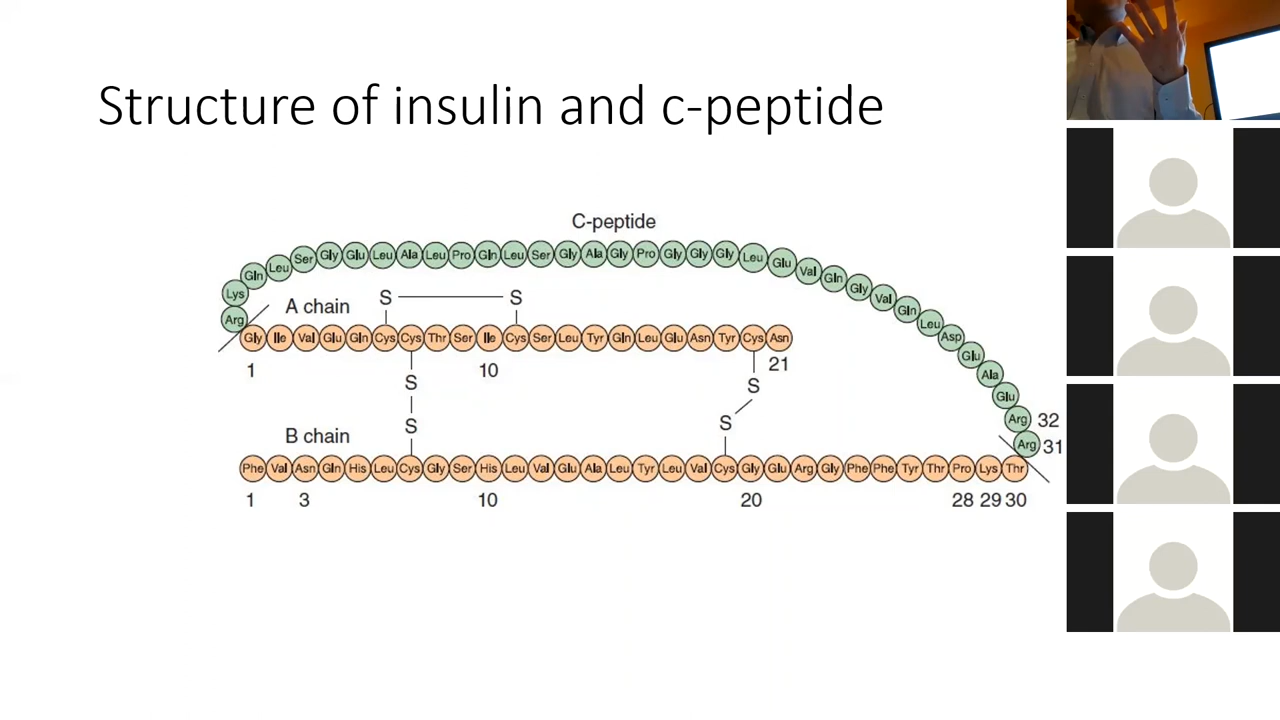 Structure of insulin and c-peptide
C-peptide
Arg Lys Gln Leu Ser Gly Glu Leu Ala Leu Pro Gln Leu Ser Gly Ala Gly Pro Gly Gly Gly Leu Glu Val Gln Gly Val Gln Leu Asp Glu Ala Glu Arg Arg
32
31
A chain
S S
Gly Ile Val Glu Gln Cys Cys Thr Ser Ile Cys Ser Leu Tyr Gln Leu Glu Asn Tyr Cys Asn
1 10 21
S S
S S
B chain
Phe Val Asn Gln His Leu Cys Gly Ser His Leu Val Glu Ala Leu Tyr Leu Val Cys Gly Glu Arg Gly Phe Phe Tyr Thr Pro Lys Thr
1 3 10 20 28 29 30